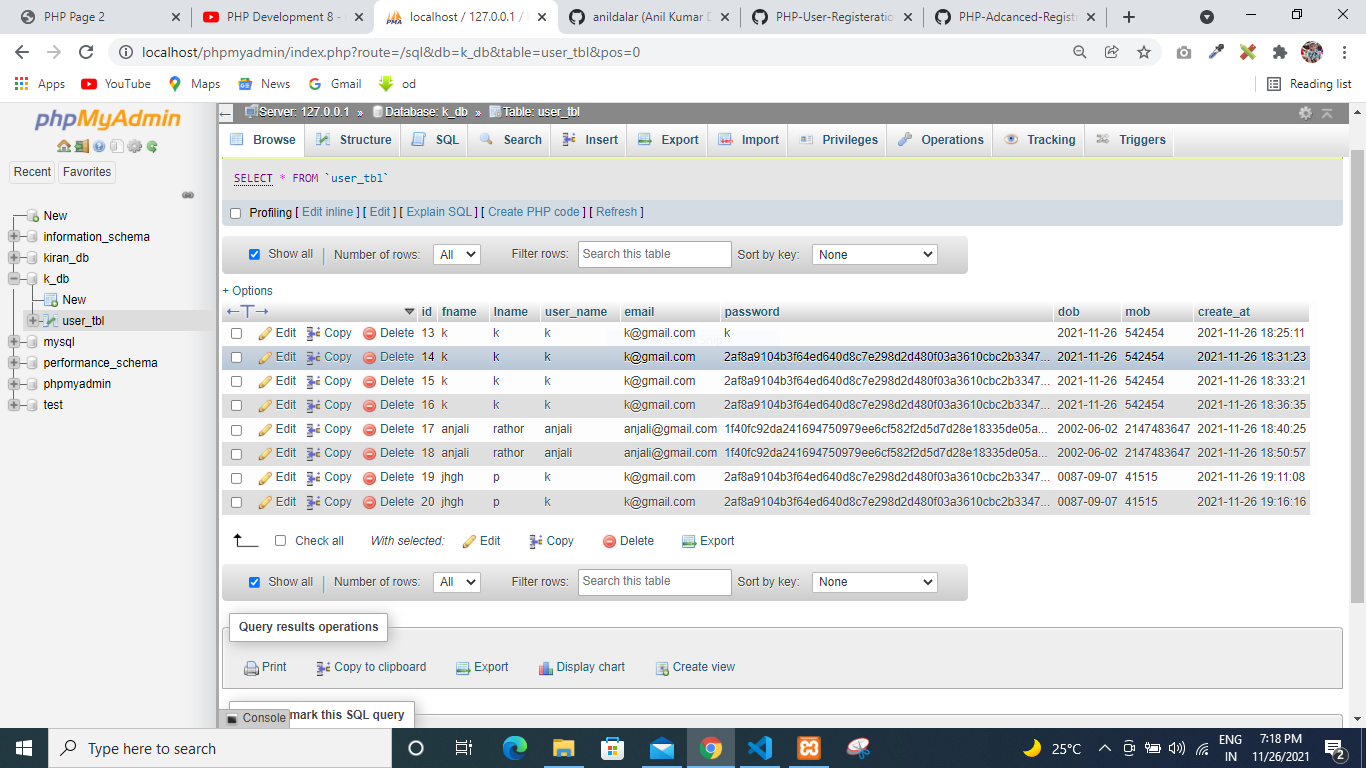 PHP Page 2
PHP Development 8 -
localhost / 127.0.0.1 /
anildalar (Anil Kumar D
PHP-User-Registeratio
PHP-Adcanced-Regist
localhost/phpmyadmin/index.php?route=/sql&db=k_db&table=user_tbl&pos=0
Apps YouTube Maps News Gmail od Reading list
phpMyAdmin
Recent Favorites
New
information_schema
kiran_db
k_db
New
user_tbl
mysql
performance_schema
phpmyadmin
test
Server: 127.0.0.1 » Database: k_db » Table: user_tbl
Browse Structure SQL Search Insert Export Import Privileges Operations Tracking Triggers
SELECT * FROM `user_tbl`
Profiling [ Edit inline ] [ Edit ] [ Explain SQL ] [ Create PHP code ] [ Refresh ]
Show all Number of rows: All Filter rows: Search this table Sort by key: None
+ Options
id fname lname user_name email password dob mob create_at
Edit Copy Delete 13 k k k k@gmail.com k 2021-11-26 542454 2021-11-26 18:25:11
Edit Copy Delete 14 k k k k@gmail.com 2af8a9104b3f64ed640d8c7e298d2d480f03a3610cbc2b3347... 2021-11-26 542454 2021-11-26 18:31:23
Edit Copy Delete 15 k k k k@gmail.com 2af8a9104b3f64ed640d8c7e298d2d480f03a3610cbc2b3347... 2021-11-26 542454 2021-11-26 18:33:21
Edit Copy Delete 16 k k k k@gmail.com 2af8a9104b3f64ed640d8c7e298d2d480f03a3610cbc2b3347... 2021-11-26 542454 2021-11-26 18:36:35
Edit Copy Delete 17 anjali rathor anjali anjali@gmail.com 1f40fc92da241694750979ee6cf582f2d5d7d28e18335de05a... 2002-06-02 2147483647 2021-11-26 18:40:25
Edit Copy Delete 18 anjali rathor anjali anjali@gmail.com 1f40fc92da241694750979ee6cf582f2d5d7d28e18335de05a... 2002-06-02 2147483647 2021-11-26 18:50:57
Edit Copy Delete 19 jhgh p k k@gmail.com 2af8a9104b3f64ed640d8c7e298d2d480f03a3610cbc2b3347... 0087-09-07 41515 2021-11-26 19:11:08
Edit Copy Delete 20 jhgh p k k@gmail.com 2af8a9104b3f64ed640d8c7e298d2d480f03a3610cbc2b3347... 0087-09-07 41515 2021-11-26 19:16:16
Check all With selected: Edit Copy Delete Export
Show all Number of rows: All Filter rows: Search this table Sort by key: None
Query results operations
Print Copy to clipboard Export Display chart Create view
Console mark this SQL query
Type here to search
25°C
ENG
IN
7:18 PM
11/26/2021
2